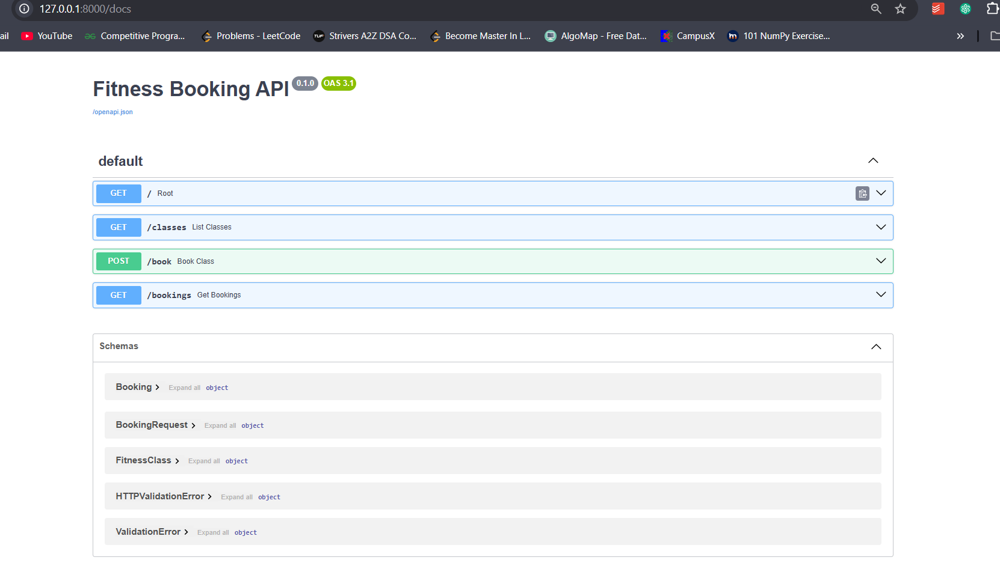 127.0.0.1:8000/docs
ail YouTube Competitive Progra... Problems - LeetCode Strivers A2Z DSA Co... Become Master In L... AlgoMap - Free Dat... CampusX 101 NumPy Exercise...
Fitness Booking API 0.1.0 OAS 3.1
/openapi.json
default
GET / Root
GET /classes List Classes
POST /book Book Class
GET /bookings Get Bookings
Schemas
Booking Expand all object
BookingRequest Expand all object
FitnessClass Expand all object
HTTPValidationError Expand all object
ValidationError Expand all object